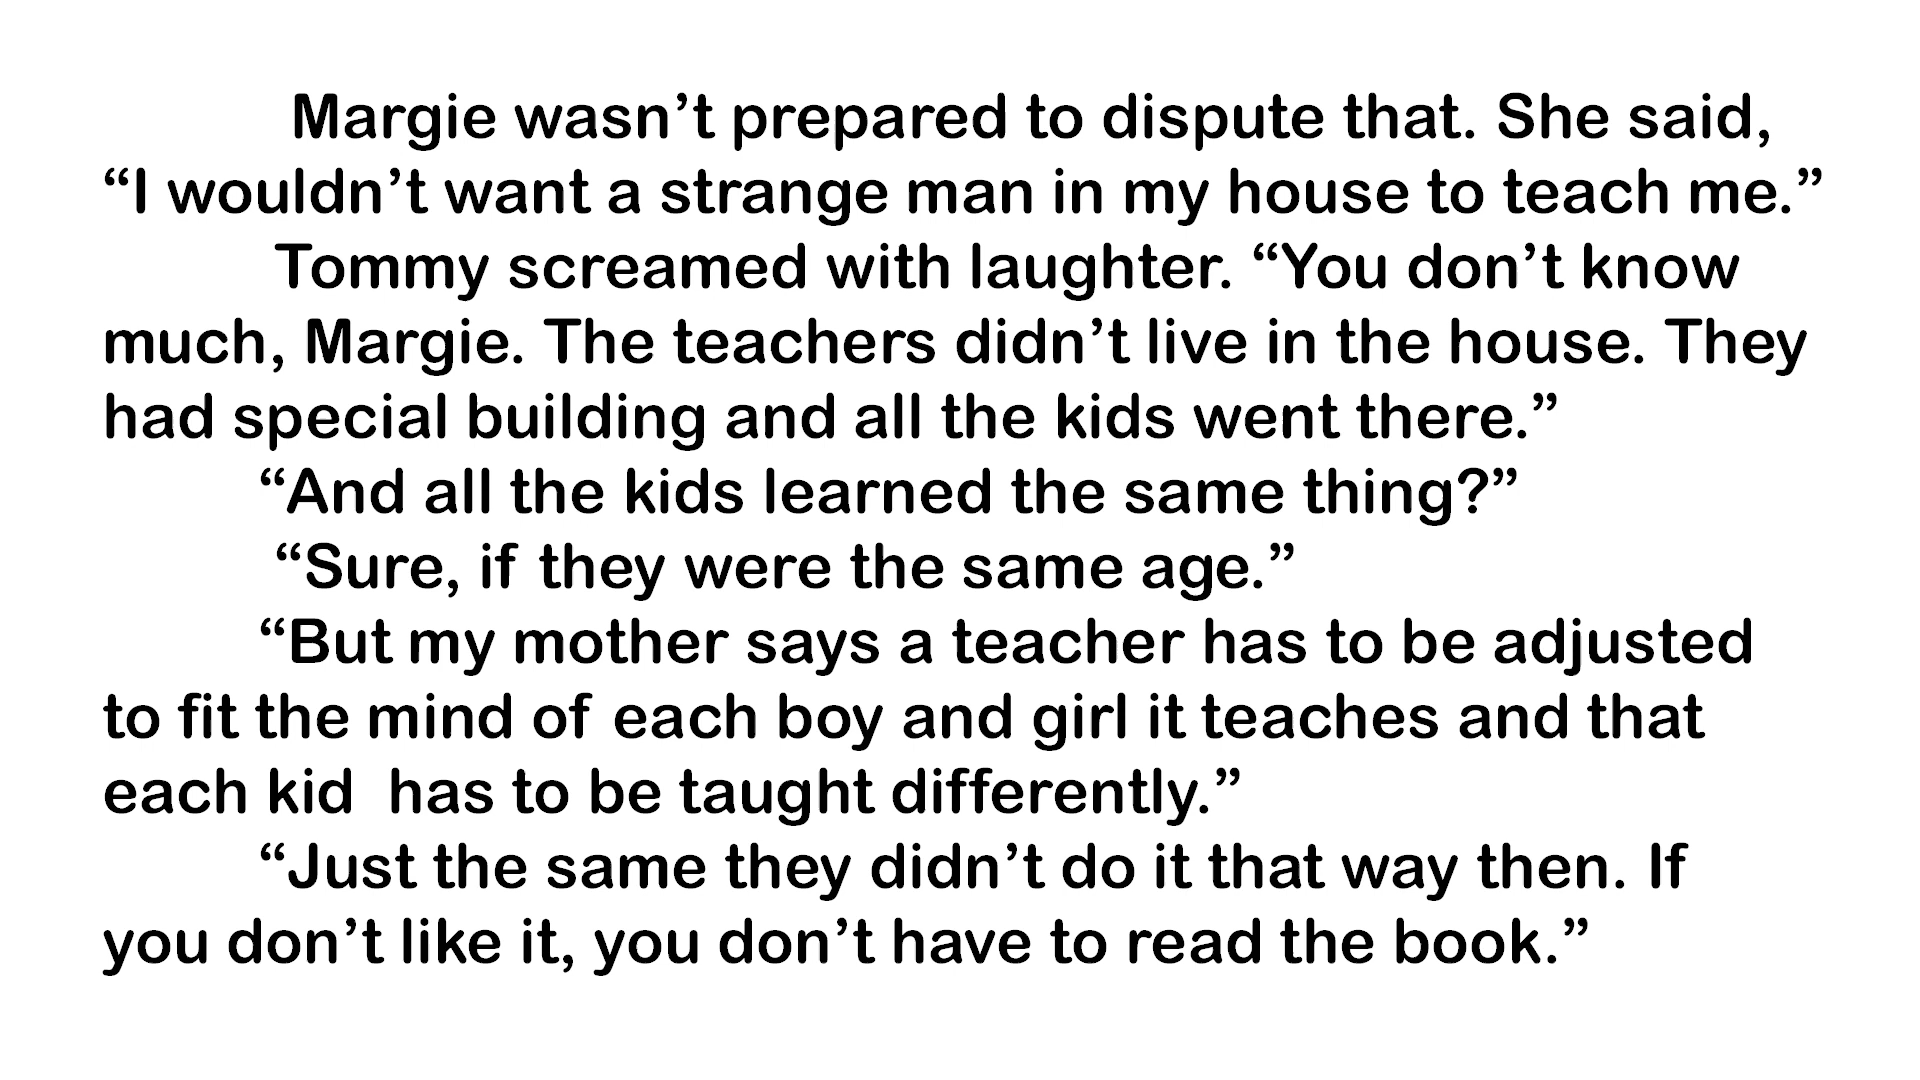 Margie wasn’t prepared to dispute that. She said,
“I wouldn’t want a strange man in my house to teach me.”
Tommy screamed with laughter. “You don’t know
much, Margie. The teachers didn’t live in the house. They
had special building and all the kids went there.”
“And all the kids learned the same thing?”
“Sure, if they were the same age.”
“But my mother says a teacher has to be adjusted
to fit the mind of each boy and girl it teaches and that
each kid  has to be taught differently.”
“Just the same they didn’t do it that way then. If
you don’t like it, you don’t have to read the book.”